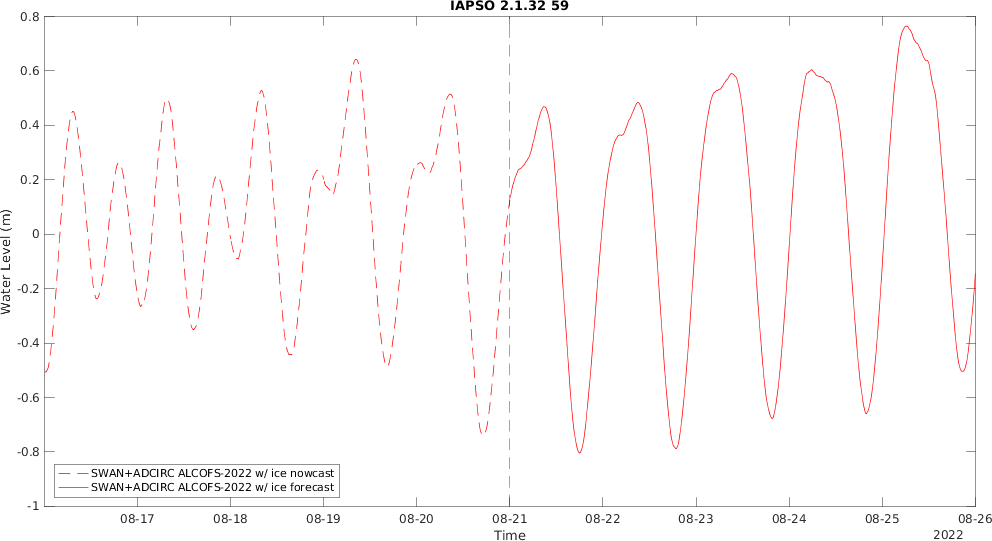 IAPSO 2.1.32 59
0.8
0.6
0.4
0.2
0
-0.2
-0.4
-0.6
-0.8
-1
Water Level (m)
SWAN+ADCIRC ALCOFS-2022 w/ ice nowcast
SWAN+ADCIRC ALCOFS-2022 w/ ice forecast
08-17 08-18 08-19 08-20 08-21 08-22 08-23 08-24 08-25 08-26
Time
2022